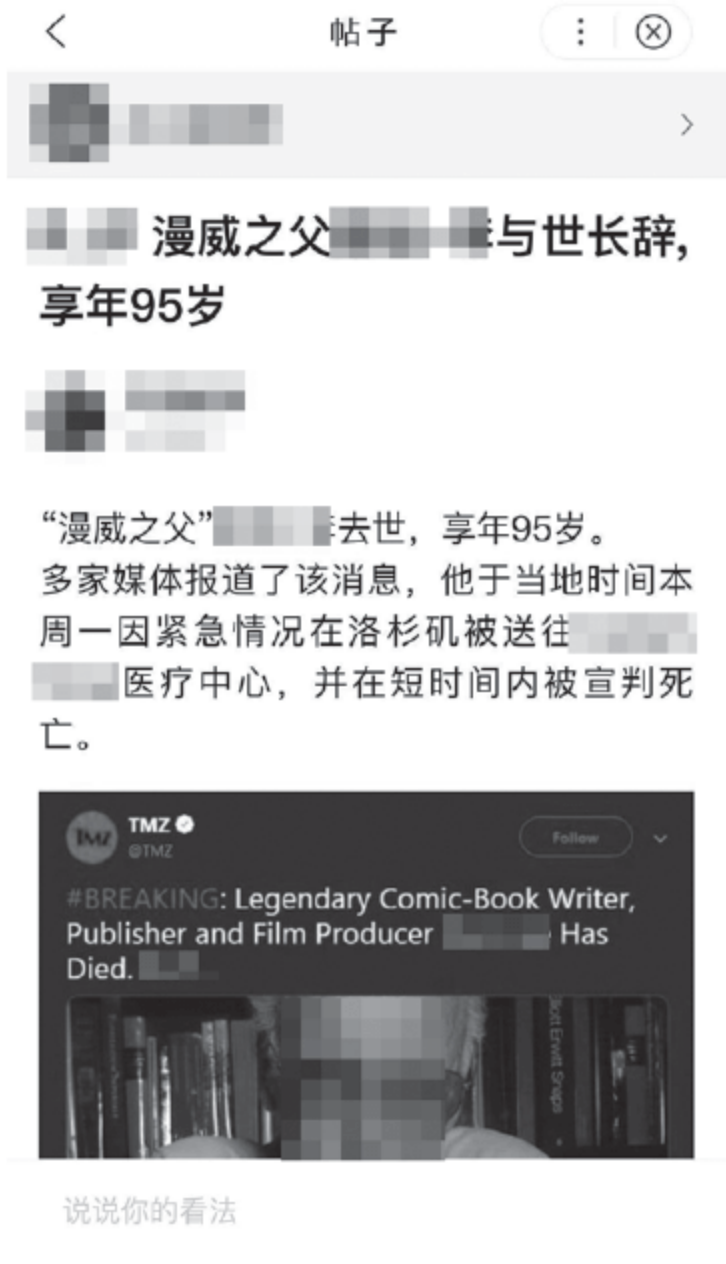 帖子
漫威之父 与世长辞,
享年95岁
“漫威之父” 去世，享年95岁。
多家媒体报道了该消息，他于当地时间本
周一因紧急情况在洛杉矶被送往
医疗中心，并在短时间内被宣判死
亡。
TMZ
TMZ
@TMZ
Follow
#BREAKING: Legendary Comic-Book Writer,
Publisher and Film Producer Has
Died.
Elliott Erwitt Snaps
说说你的看法